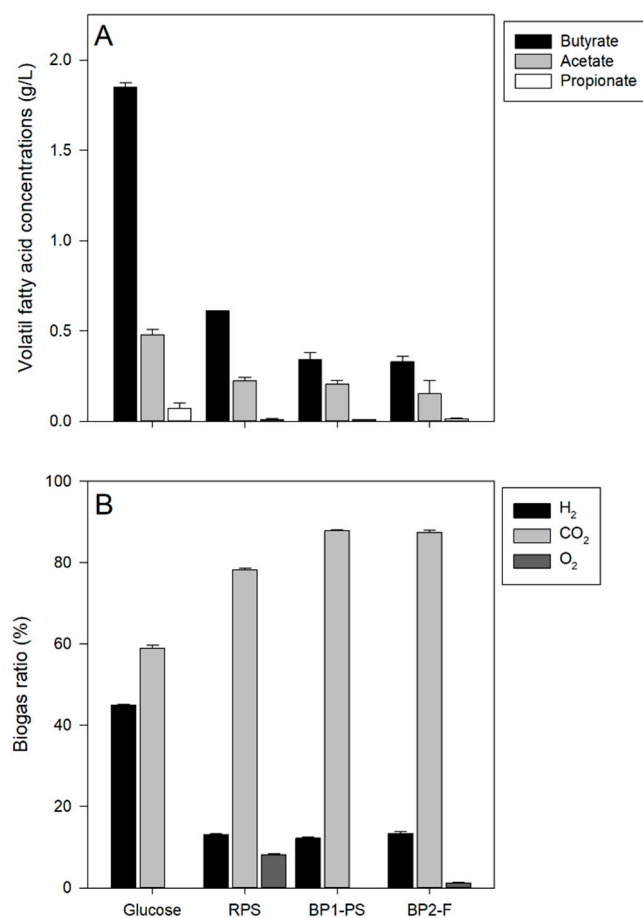 A
Volatil fatty acid concentrations (g/L)
2.0
1.5
1.0
0.5
0.0
Butyrate
Acetate
Propionate
B
Biogas ratio (%)
100
80
60
40
20
0
Glucose RPS BP1-PS BP2-F
H₂
CO₂
O₂